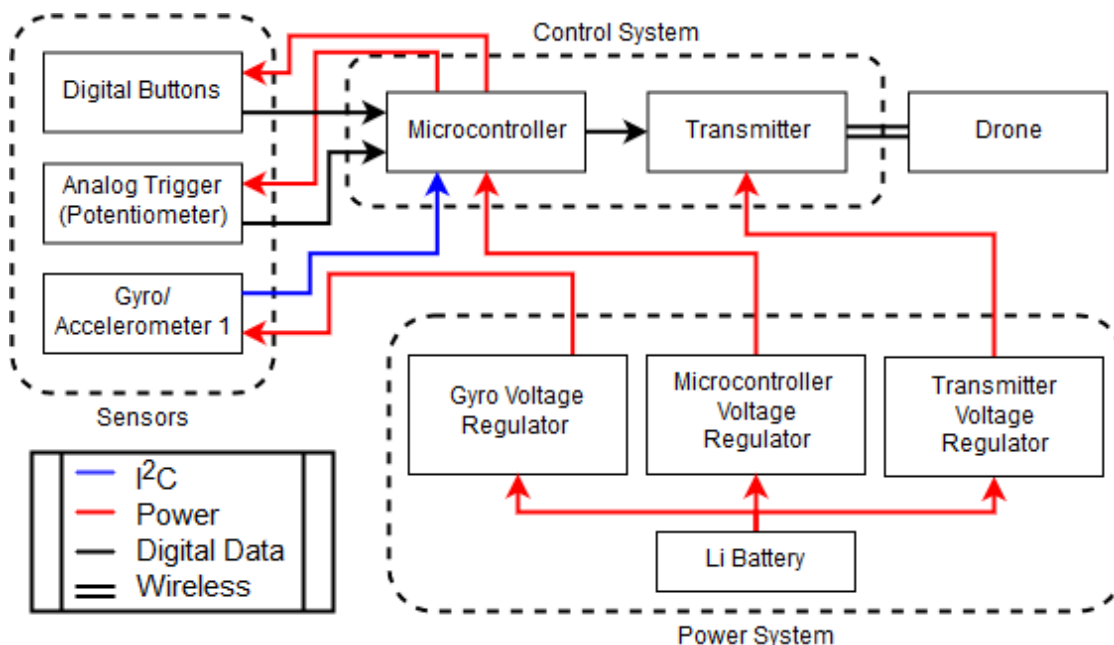 Control System
Digital Buttons
Microcontroller
Transmitter
Drone
Analog Trigger
(Potentiometer)
Gyro/
Accelerometer 1
Sensors
Gyro Voltage
Regulator
Microcontroller
Voltage
Regulator
Transmitter
Voltage
Regulator
Li Battery
Power System
I²C
Power
Digital Data
Wireless